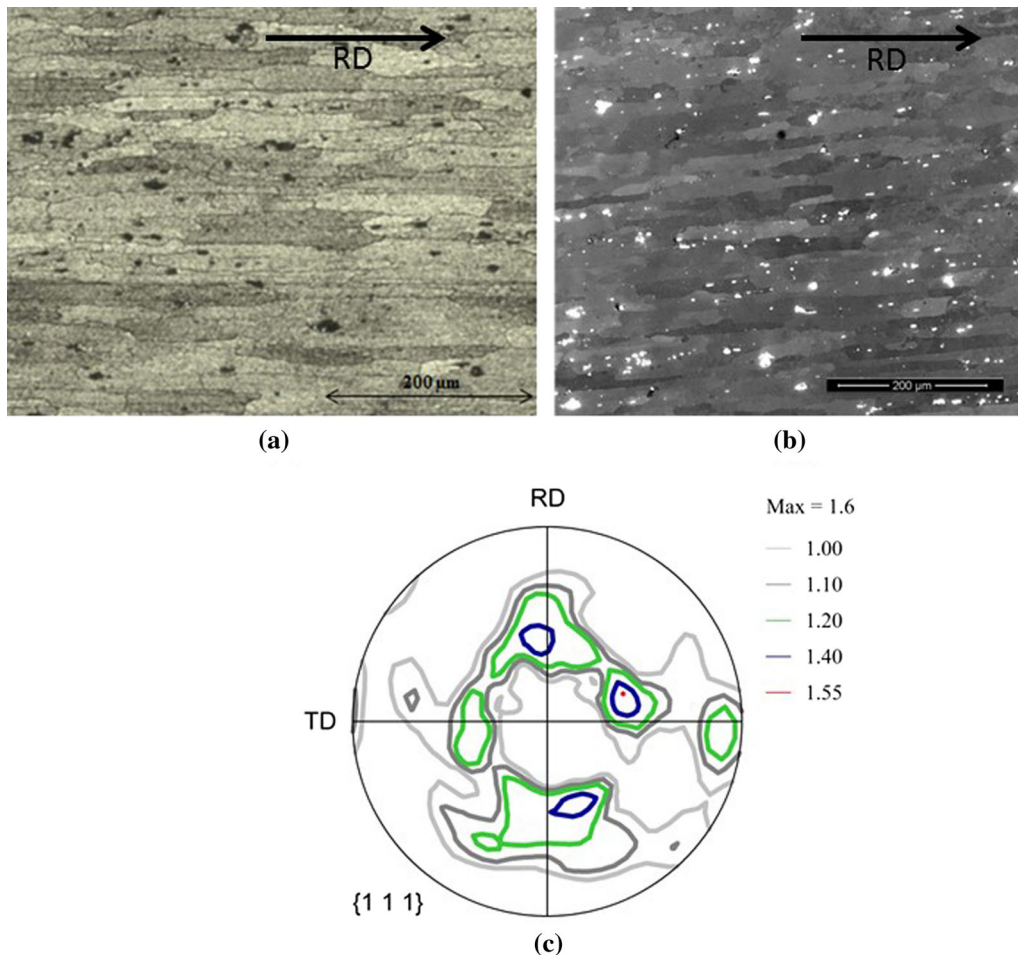 RD
RD
200 µm
200 µm
(a)
(b)
RD
Max = 1.6
1.00
1.10
1.20
1.40
1.55
TD
{1 1 1}
(c)